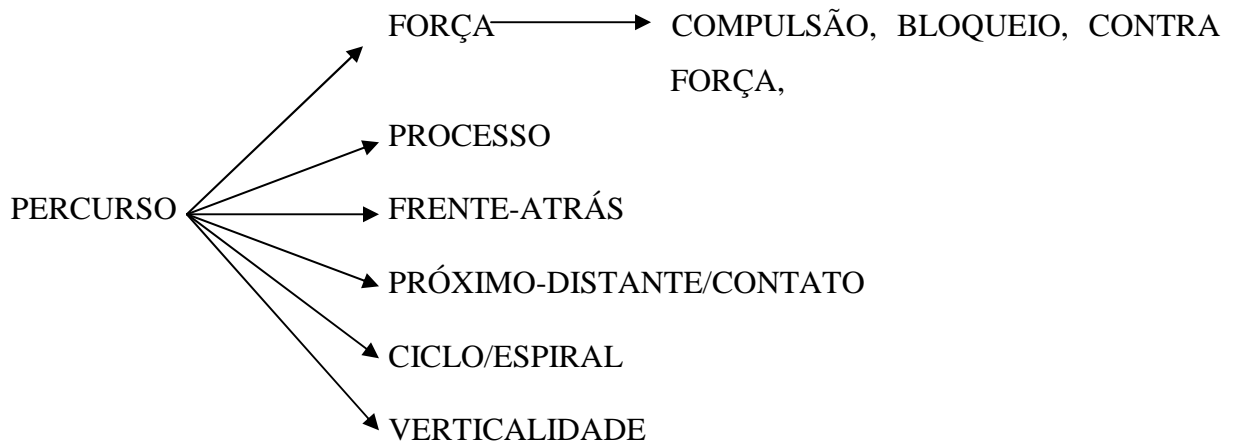 FORÇA COMPULSÃO, BLOQUEIO, CONTRA
FORÇA,
PROCESSO
PERCURSO FRENTE-ATRÁS
PRÓXIMO-DISTANTE/CONTATO
CICLO/ESPIRAL
VERTICALIDADE